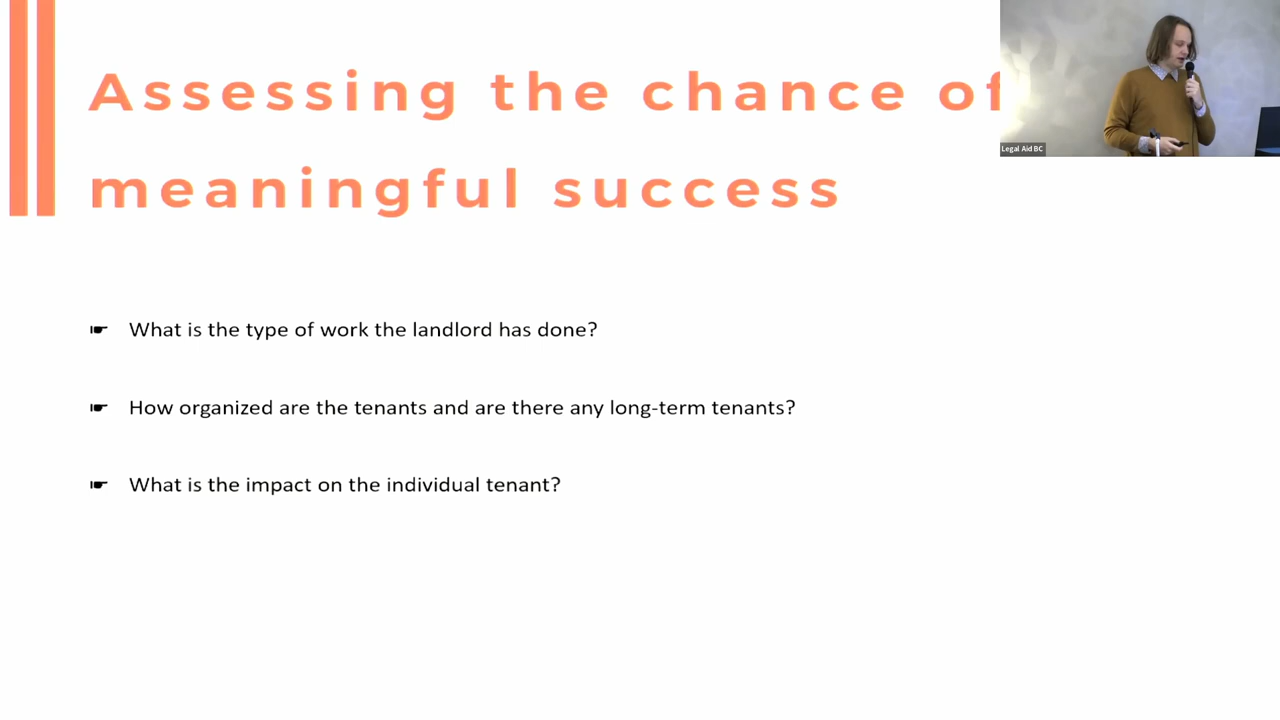 Assessing the chance of
meaningful success
Legal Aid BC
☛ What is the type of work the landlord has done?
☛ How organized are the tenants and are there any long-term tenants?
☛ What is the impact on the individual tenant?